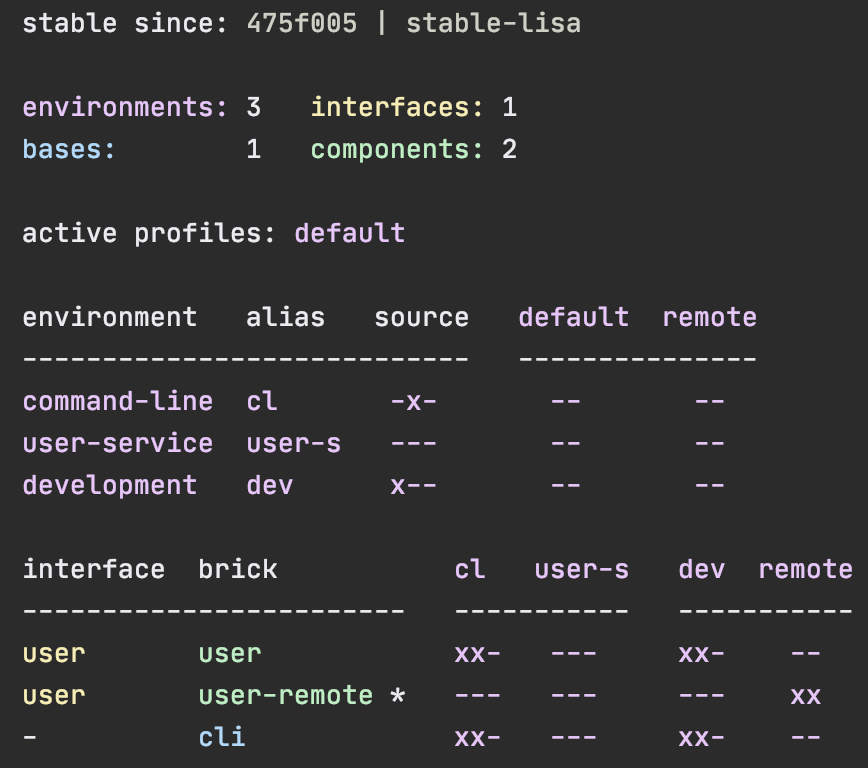 stable since: 475f005 | stable-lisa
environments: 3   interfaces: 1
bases:        1   components: 2
active profiles: default
environment   alias   source   default  remote
----------------------------   ---------------
command-line  cl       -x-       --       --
user-service  user-s   ---       --       --
development   dev      x--       --       --
interface  brick           cl   user-s   dev  remote
------------------------   -----------   -----------
user       user            xx-   ---     xx-    --
user       user-remote *   ---   ---     ---    xx
-          cli             xx-   ---     xx-    --